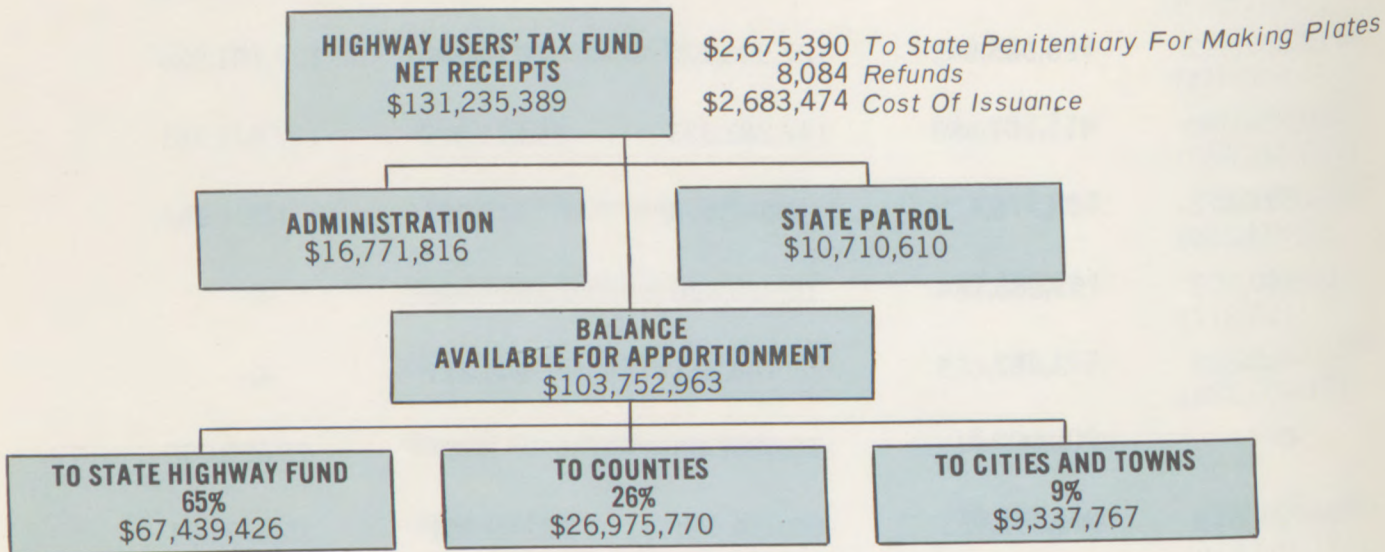 HIGHWAY USERS' TAX FUND
NET RECEIPTS
$131,235,389
$2,675,390 To State Penitentiary For Making Plates
8,084 Refunds
$2,683,474 Cost Of Issuance
ADMINISTRATION
$16,771,816
STATE PATROL
$10,710,610
BALANCE
AVAILABLE FOR APPORTIONMENT
$103,752,963
TO STATE HIGHWAY FUND
65%
$67,439,426
TO COUNTIES
26%
$26,975,770
TO CITIES AND TOWNS
9%
$9,337,767